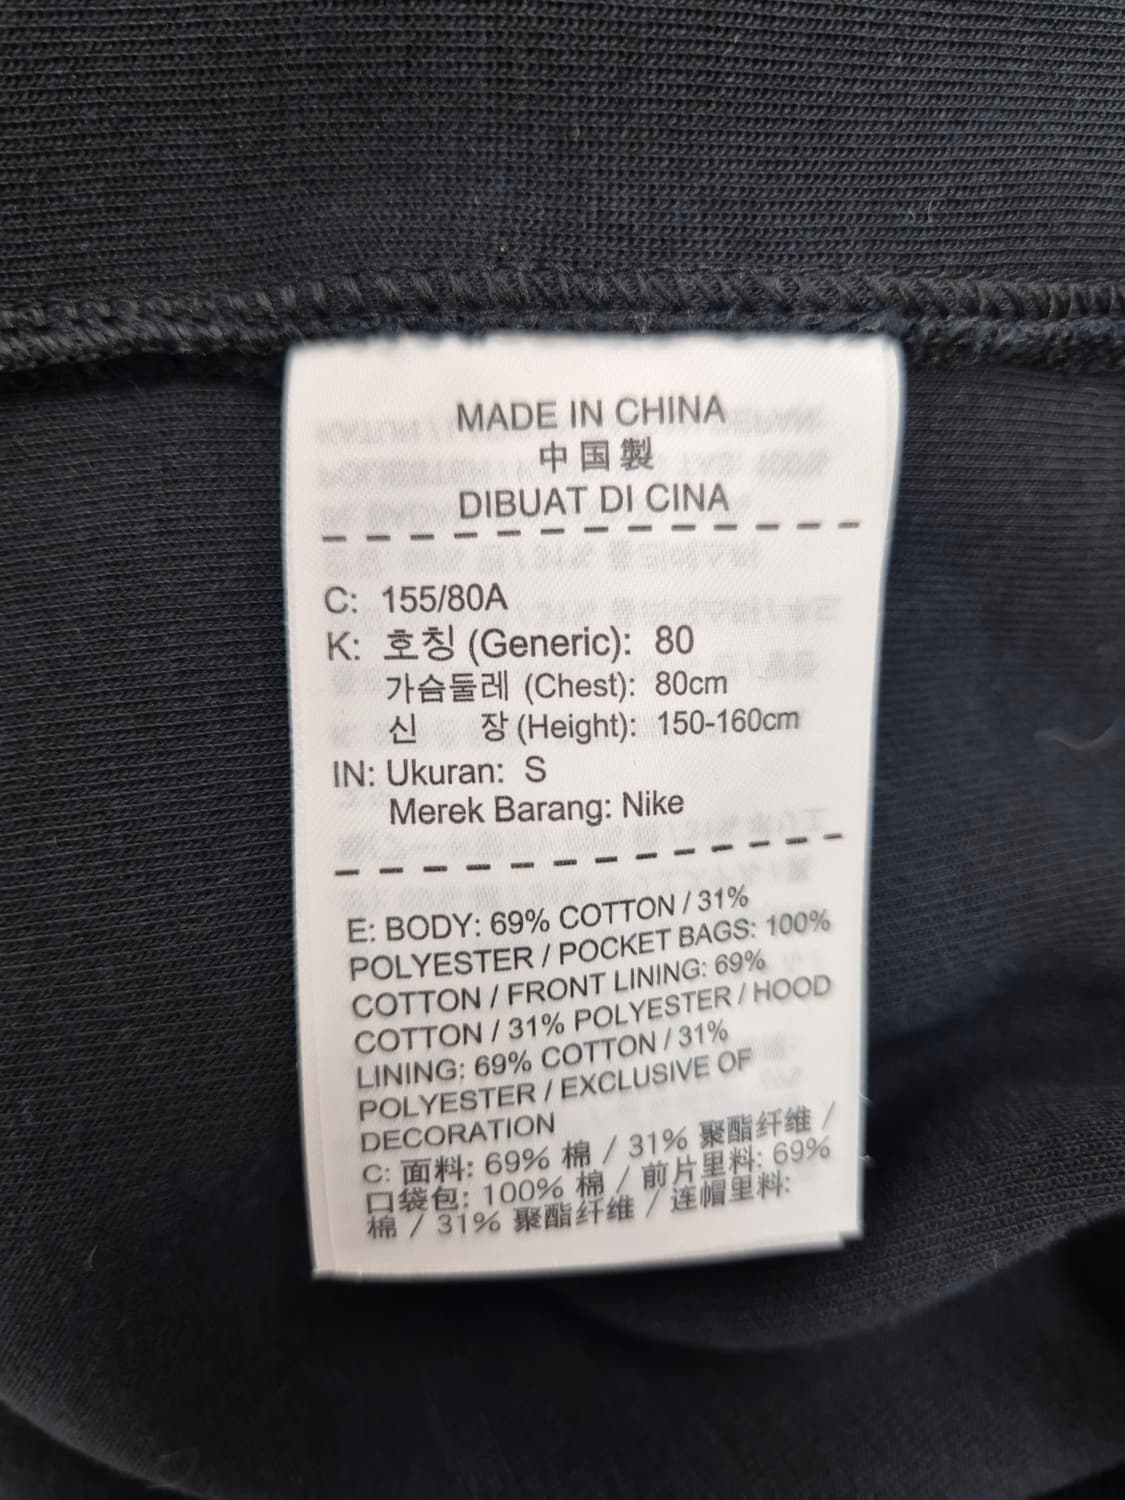 MADE IN CHINA
中国製
DIBUAT DI CINA
C: 155/80A
K: 호칭 (Generic): 80
가슴둘레 (Chest): 80cm
신 장 (Height): 150-160cm
IN: Ukuran: S
Merek Barang: Nike
E: BODY: 69% COTTON / 31%
POLYESTER / POCKET BAGS: 100%
COTTON / FRONT LINING: 69%
COTTON / 31% POLYESTER / HOOD
LINING: 69% COTTON / 31%
POLYESTER / EXCLUSIVE OF
DECORATION
C: 面料: 69% 棉 / 31% 聚酯纤维 /
口袋包: 100% 棉 / 前片里料: 69%
棉 / 31% 聚酯纤维 / 连帽里料: